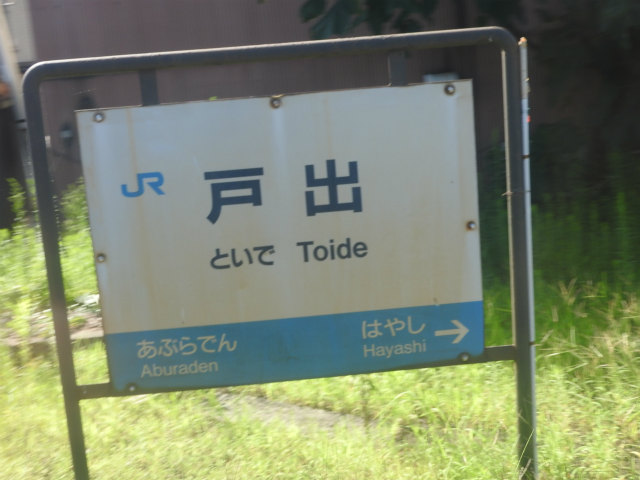 JR 戸出
といで Toide
あぶらでん はやし →
Aburaden Hayashi